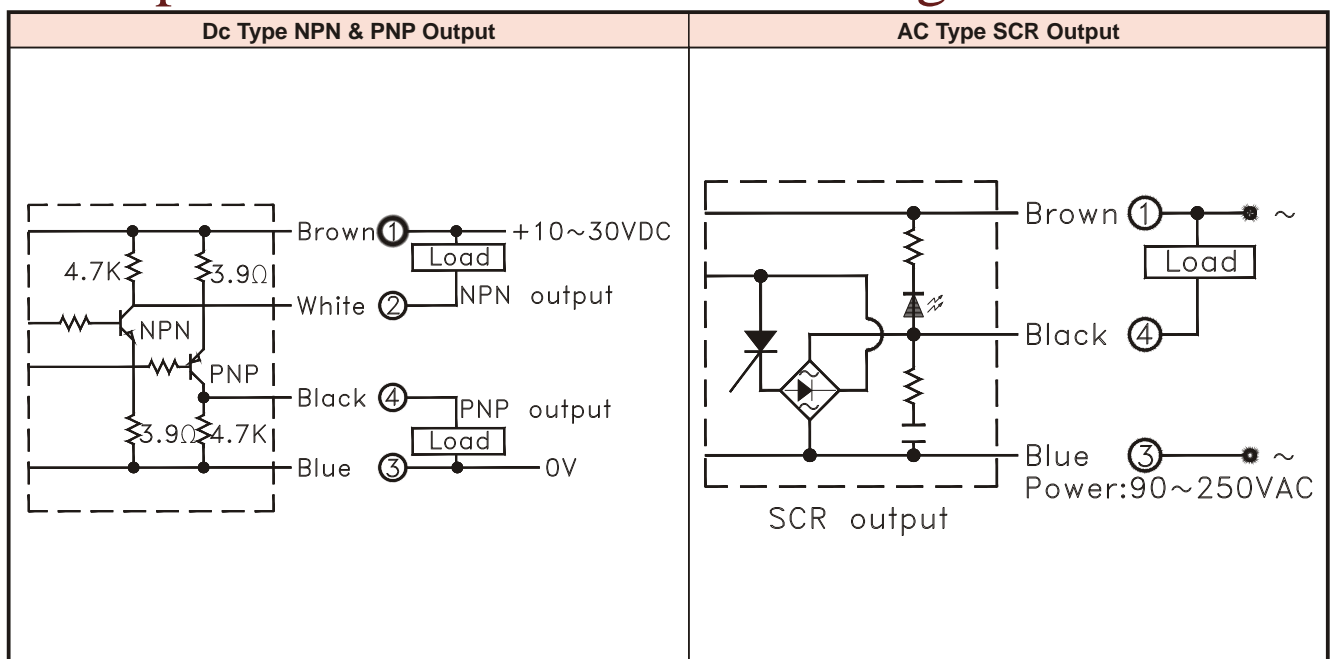 Dc Type NPN & PNP Output
AC Type SCR Output
Brown 1 +10~30VDC
4.7K
3.9Ω
Load
White 2
NPN output
NPN
PNP
Black 4
PNP output
3.9Ω
4.7K
Load
Blue 3 0V
Brown 1 ~
Load
Black 4
Blue 3 ~
Power:90~250VAC
SCR output